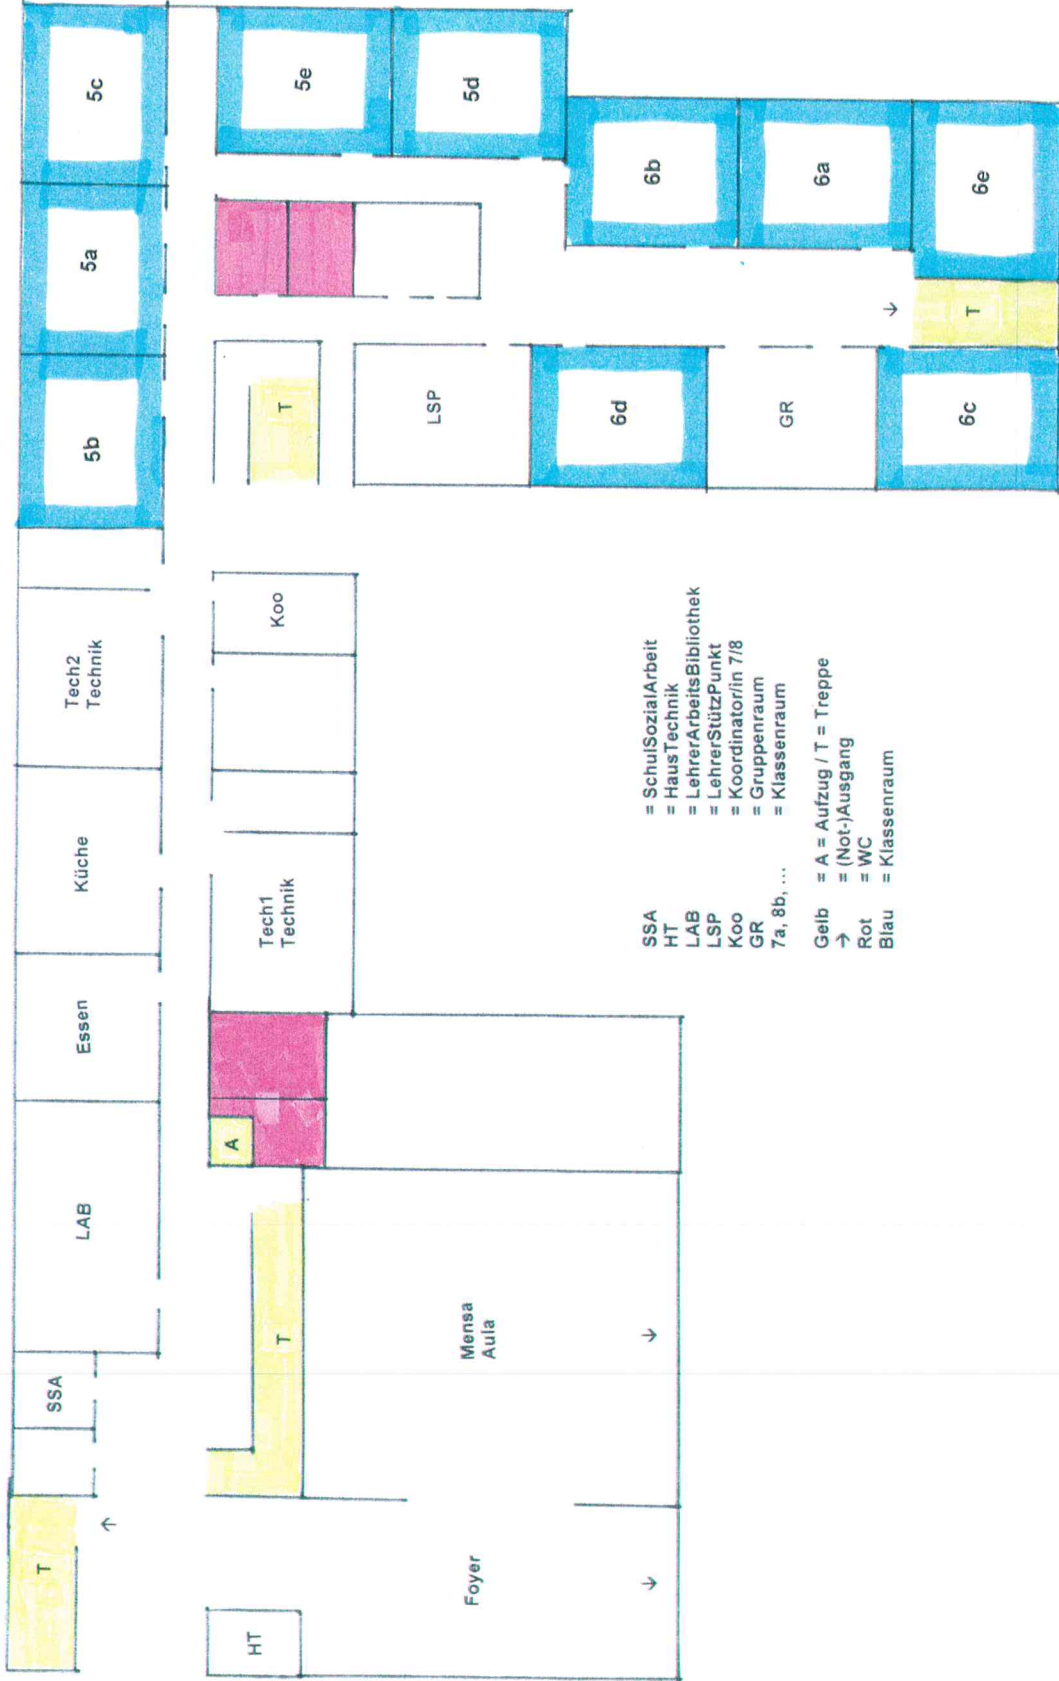 T
SSA
LAB
Essen
Küche
Tech2
Technik
5b
5a
5c
HT
T
A
Tech1
Technik
Koo
T
5e
Foyer
Mensa
Aula
LSP
5d
6d
6b
GR
6a
6c
T
6e
↑
↓
↓
↓
SSA = SchulSozialArbeit
HT = HausTechnik
LAB = LehrerArbeitsBibliothek
LSP = LehrerStützPunkt
Koo = Koordinator/in 7/8
GR = Gruppenraum
7a, 8b, ... = Klassenraum
Gelb = A = Aufzug / T = Treppe
→ = (Not-)Ausgang
Rot = WC
Blau = Klassenraum